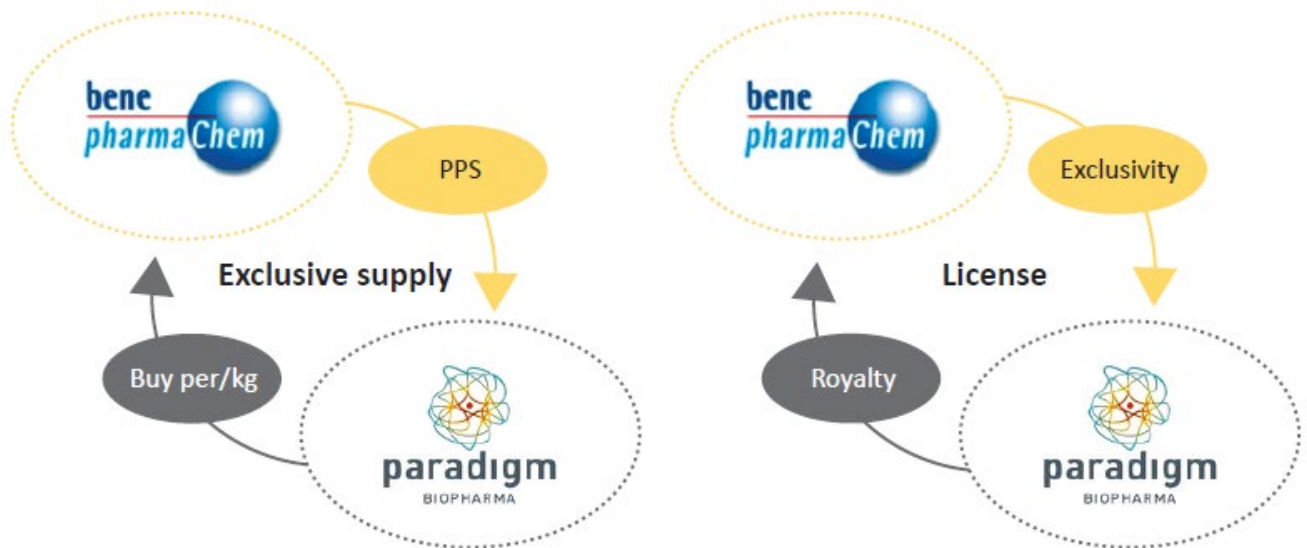 bene
pharmaChem
PPS
Exclusive supply
Buy per/kg
paradigm
BIOPHARMA
bene
pharmaChem
Exclusivity
License
Royalty
paradigm
BIOPHARMA